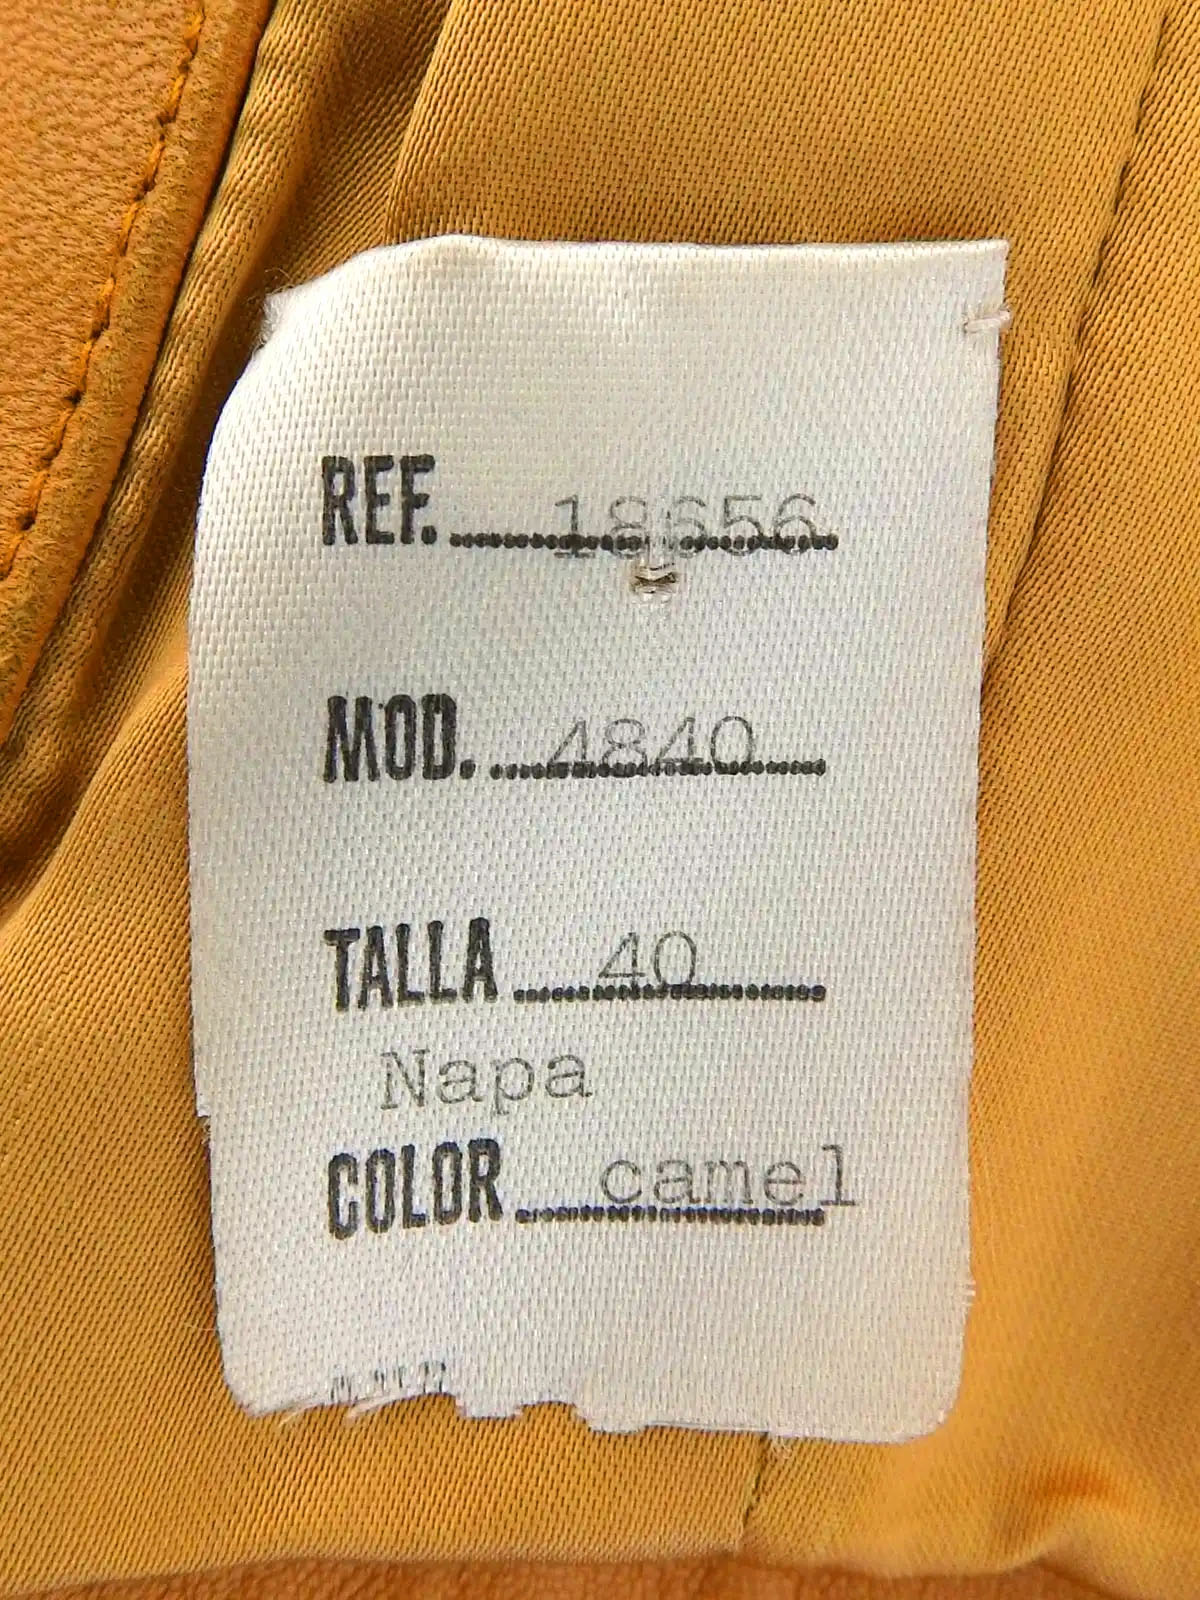 REF. 18656
MOD. 4840
TALLA 40
Napa
COLOR camel